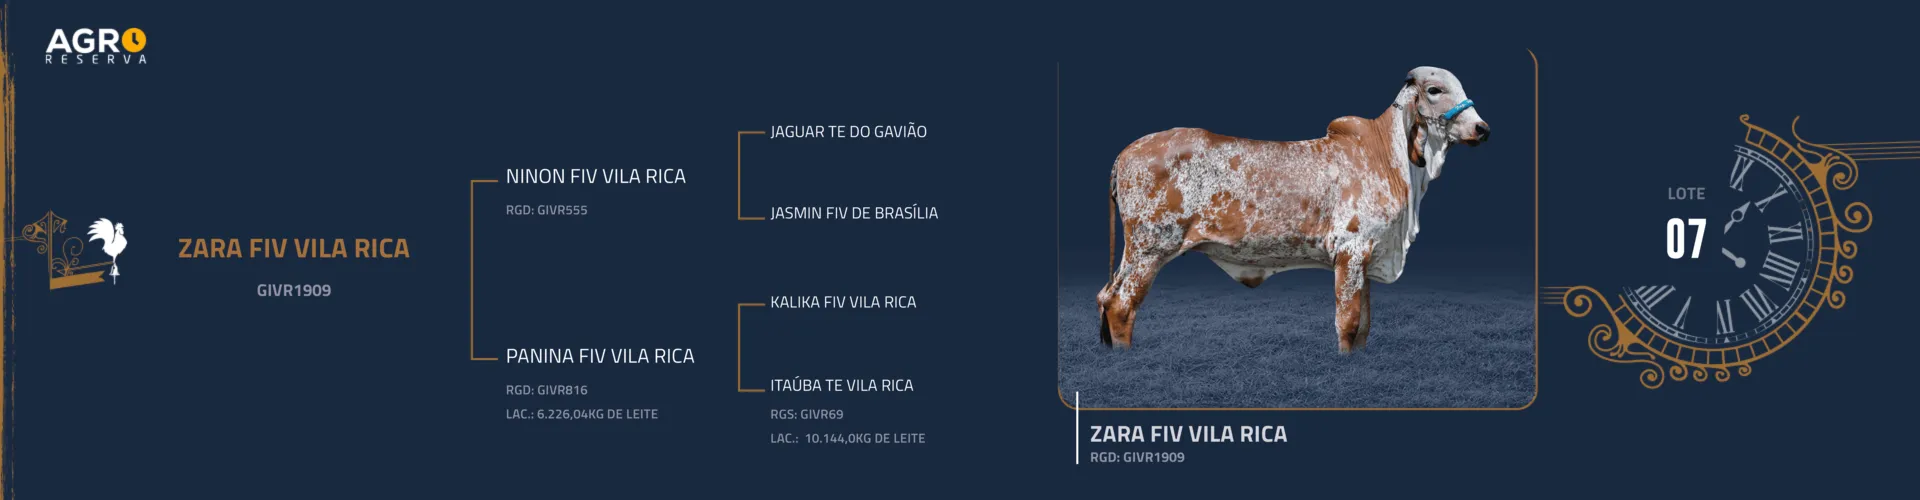 AGRO
RESERVA
ZARA FIV VILA RICA
GIVR1909
NINON FIV VILA RICA
RGD: GIVR555
PANINA FIV VILA RICA
RGD: GIVR816
LAC.: 6.226,04KG DE LEITE
JAGUAR TE DO GAVIÃO
JASMIN FIV DE BRASÍLIA
KALIKA FIV VILA RICA
ITAÚBA TE VILA RICA
RGS: GIVR69
LAC.: 10.144,0KG DE LEITE
ZARA FIV VILA RICA
RGD: GIVR1909
LOTE
07